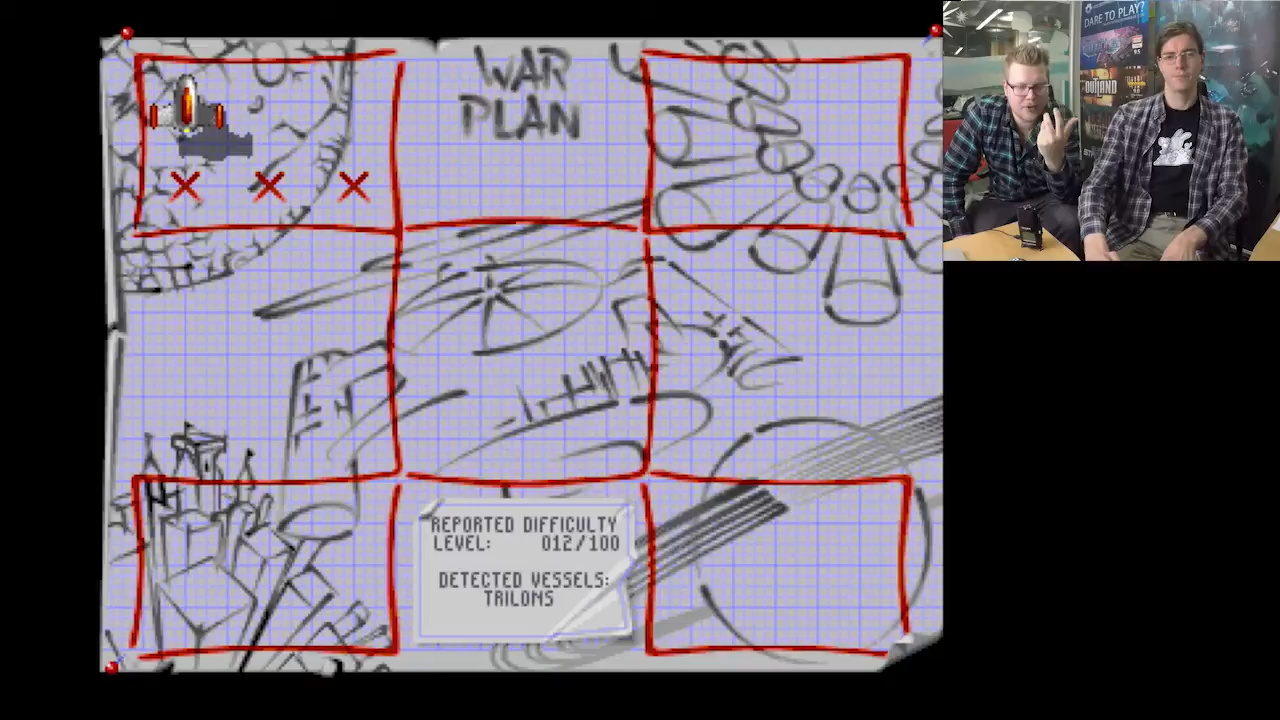 WAR
PLAN
REPORTED DIFFICULTY
LEVEL: 012/100
DETECTED VESSELS:
TRILONS
DARE TO PLAY?
OUTLAND